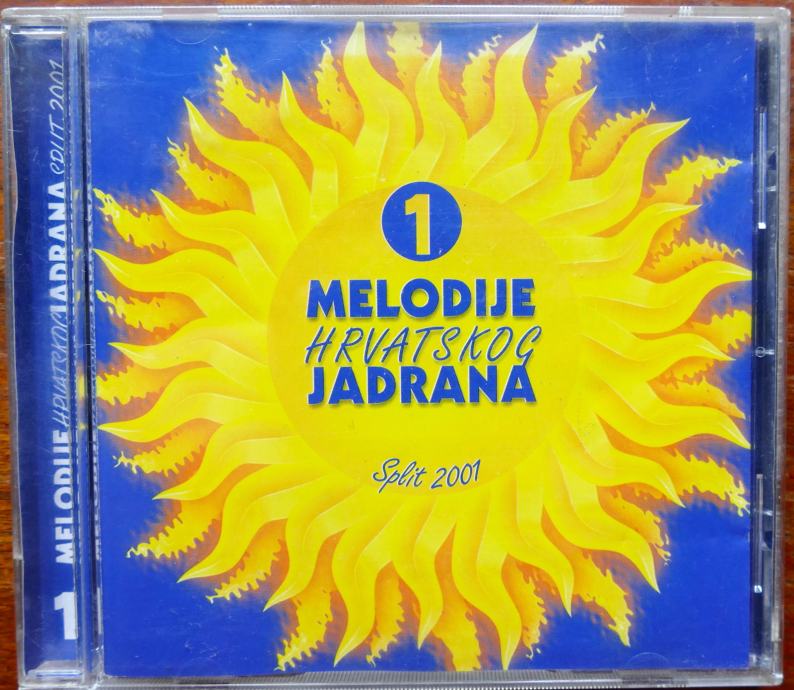 1
MELODIJE
HRVATSKOG
JADRANA
Split 2001
1 MELODIJE HRVATSKOG JADRANA SPLIT 2001